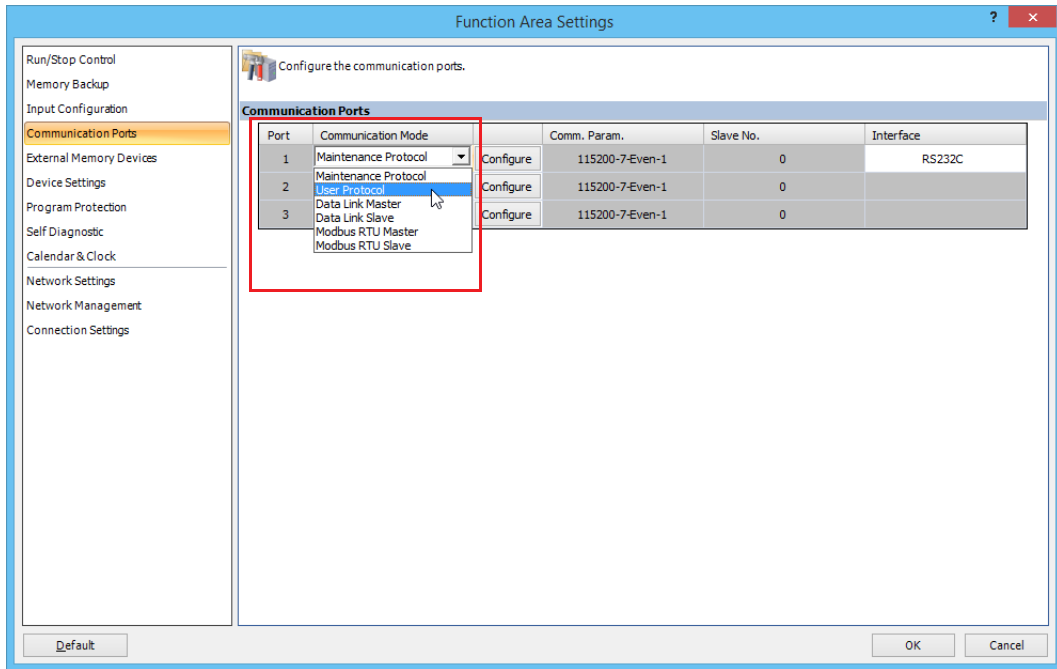 Function Area Settings
? ×
Run/Stop Control
Memory Backup
Input Configuration
Communication Ports
External Memory Devices
Device Settings
Program Protection
Self Diagnostic
Calendar & Clock
Network Settings
Network Management
Connection Settings
Configure the communication ports.
Communication Ports
Port Communication Mode Comm. Param. Slave No. Interface
1 Maintenance Protocol Configure 115200-7-Even-1 0 RS232C
2 Configure 115200-7-Even-1 0
3 Configure 115200-7-Even-1 0
Maintenance Protocol
User Protocol
Data Link Master
Data Link Slave
Modbus RTU Master
Modbus RTU Slave
Default OK Cancel